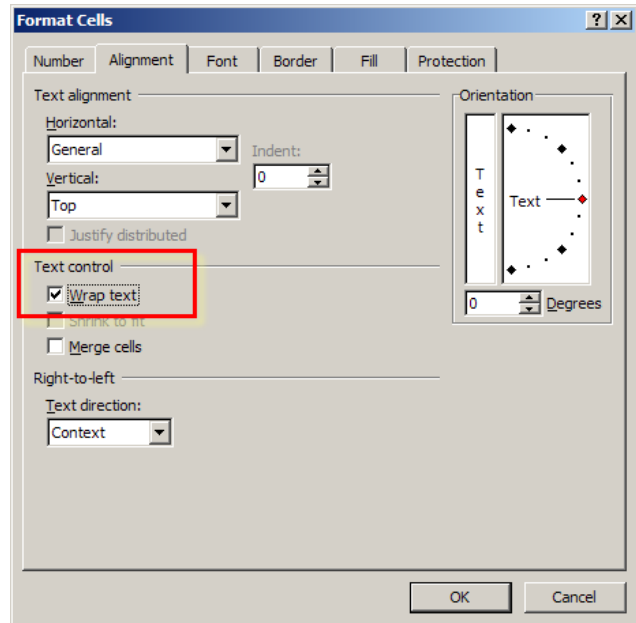 Format Cells
Number Alignment Font Border Fill Protection
Text alignment
Horizontal:
General
Indent:
0
Vertical:
Top
Justify distributed
Text control
Wrap text
Shrink to fit
Merge cells
Right-to-left
Text direction:
Context
Orientation
Text
Text
0 Degrees
OK Cancel